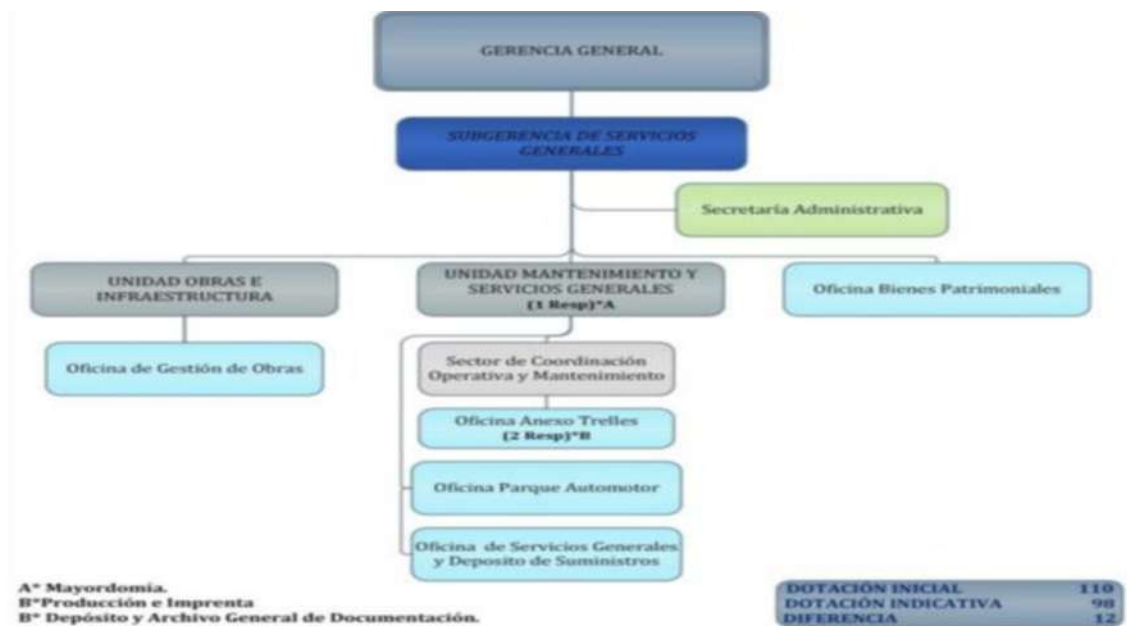 GERENCIA GENERAL
SUBGERENCIA DE SERVICIOS
GENERALES
Secretaría Administrativa
UNIDAD OBRAS E
INFRAESTRUCTURA
UNIDAD MANTENIMIENTO Y
SERVICIOS GENERALES
(1 Resp)*A
Oficina Bienes Patrimoniales
Oficina de Gestión de Obras
Sector de Coordinación
Operativa y Mantenimiento
Oficina Anexo Trelles
(2 Resp)*B
Oficina Parque Automotor
Oficina de Servicios Generales
y Deposito de Suministros
A* Mayordomía.
B*Producción e Imprenta
B* Depósito y Archivo General de Documentación.
DOTACIÓN INICIAL 110
DOTACIÓN INDICATIVA 98
DIFERENCIA 12